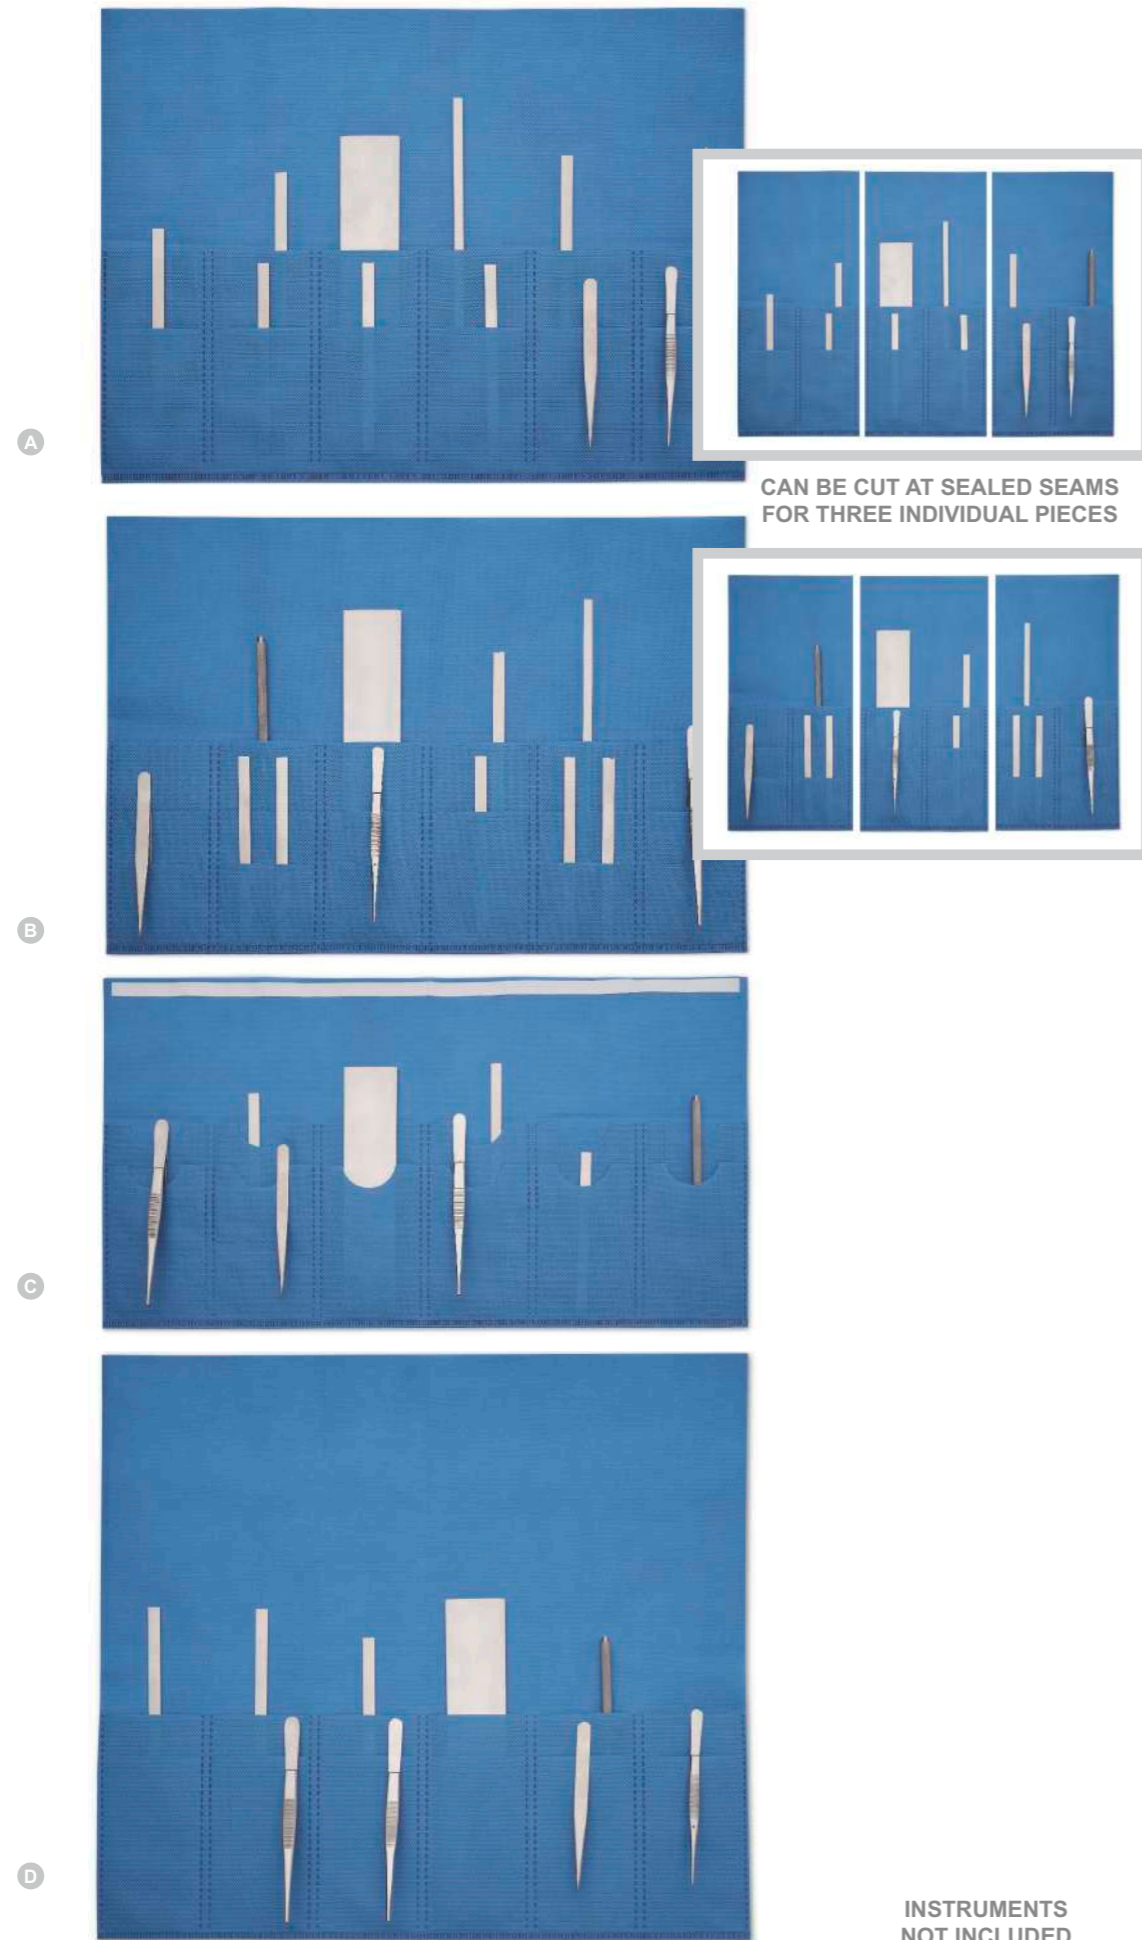 A
CAN BE CUT AT SEALED SEAMS
FOR THREE INDIVIDUAL PIECES
B
C
D
INSTRUMENTS
NOT INCLUDED